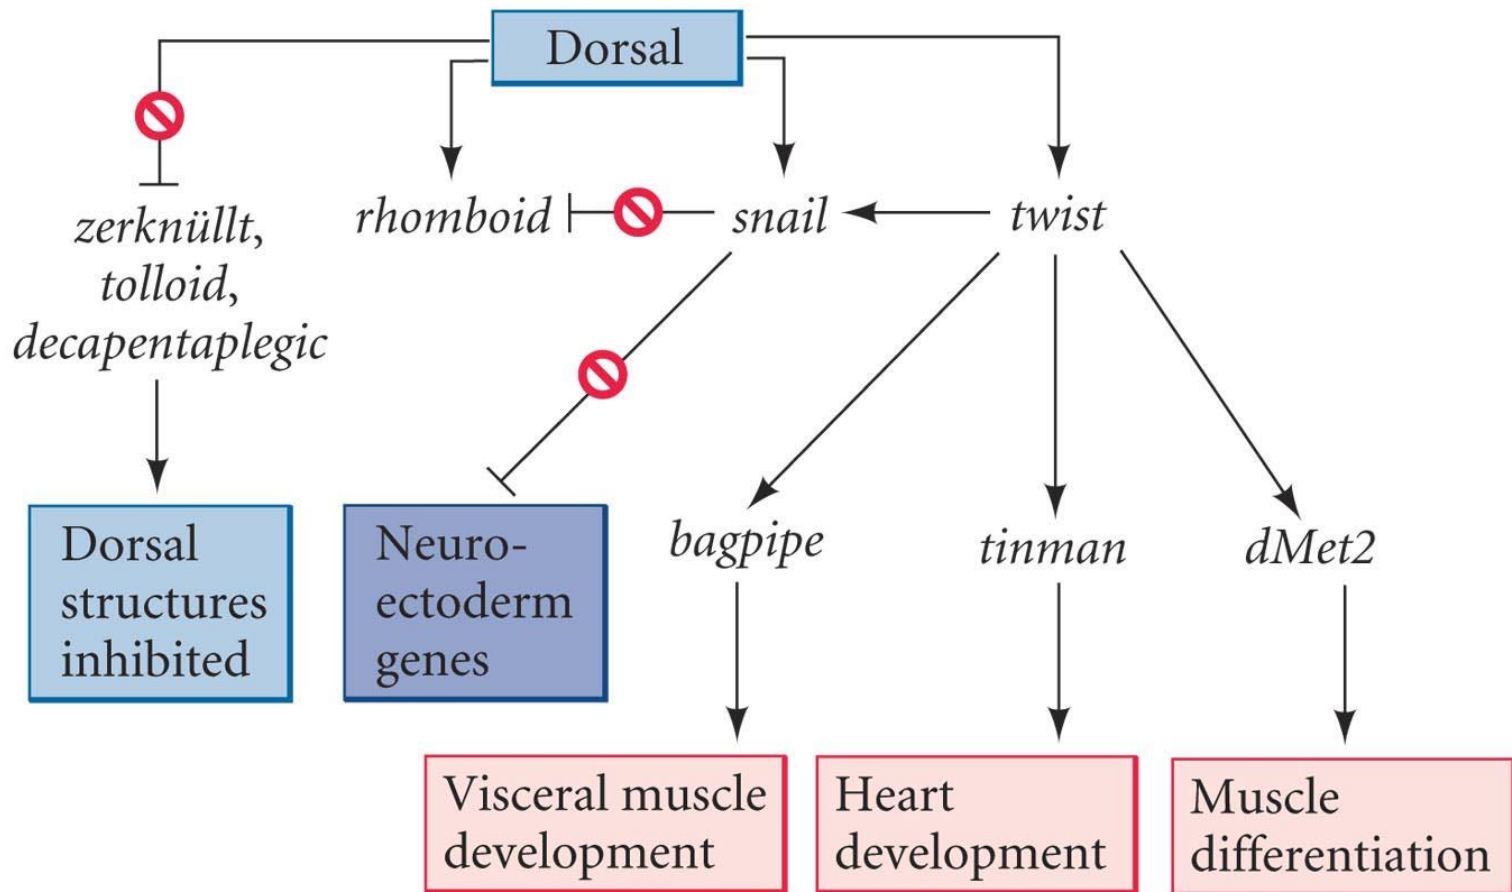 Dorsal
rhomboid
snail
twist
zerknüllt,
tolloid,
decapentaplegic
Dorsal
structures
inhibited
Neuro-
ectoderm
genes
bagpipe
tinman
dMet2
Visceral muscle
development
Heart
development
Muscle
differentiation